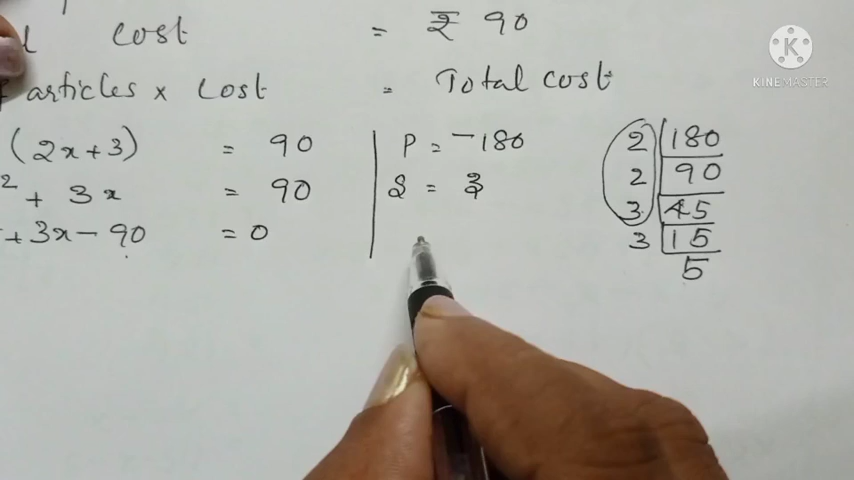 cost = ₹ 90
articles × cost = Total cost
(2x+3) = 90
2 + 3x = 90
+3x - 90 = 0
P = -180
S = 3
2 180
2 90
3 45
3 15
5
K
KINEMASTER